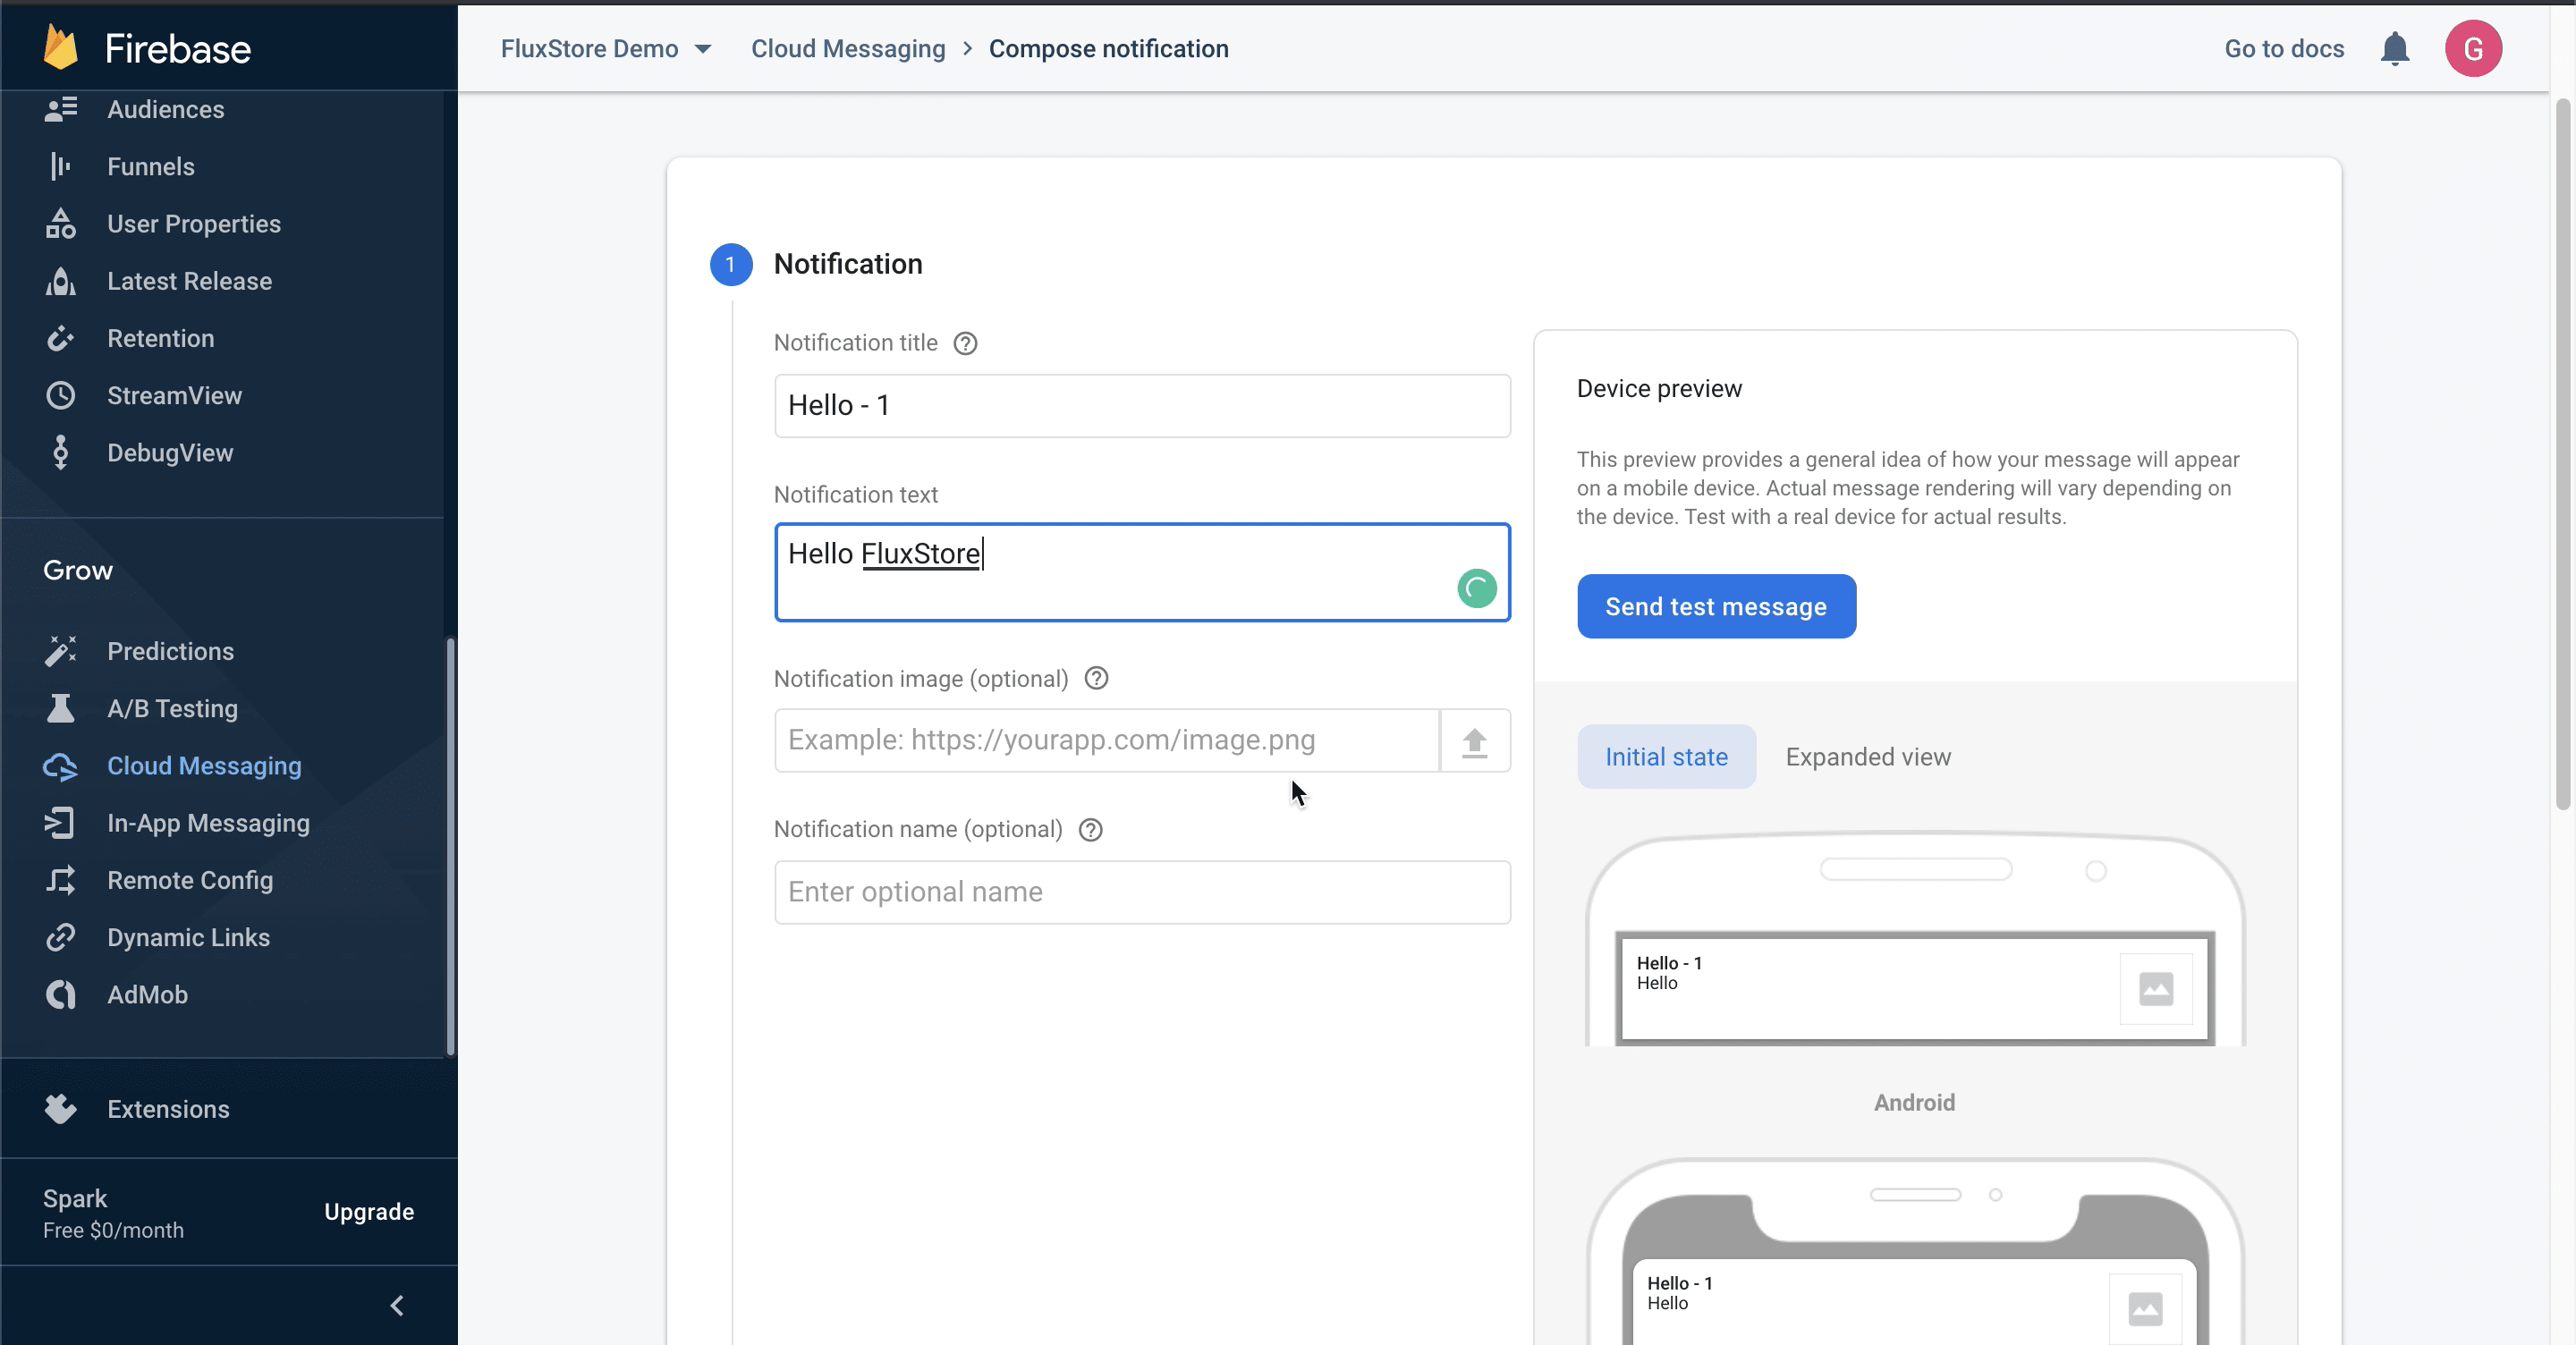 Firebase
FluxStore Demo
Cloud Messaging > Compose notification
Go to docs
G
Audiences
Funnels
User Properties
Latest Release
Retention
StreamView
DebugView
Grow
Predictions
A/B Testing
Cloud Messaging
In-App Messaging
Remote Config
Dynamic Links
AdMob
Extensions
Spark
Free $0/month
Upgrade
1
Notification
Notification title
Hello - 1
Notification text
Hello FluxStore
Notification image (optional)
Example: https://yourapp.com/image.png
Notification name (optional)
Enter optional name
Device preview
This preview provides a general idea of how your message will appear
on a mobile device. Actual message rendering will vary depending on
the device. Test with a real device for actual results.
Send test message
Initial state
Expanded view
Hello - 1
Hello
Android
Hello - 1
Hello